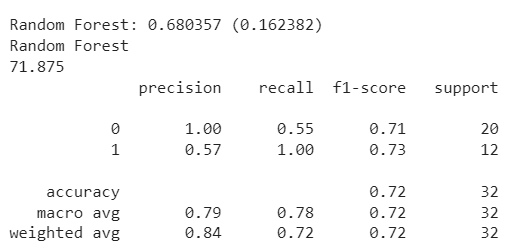 Random Forest: 0.680357 (0.162382)
Random Forest
71.875
precision recall f1-score support
0 1.00 0.55 0.71 20
1 0.57 1.00 0.73 12
accuracy 0.72 32
macro avg 0.79 0.78 0.72 32
weighted avg 0.84 0.72 0.72 32